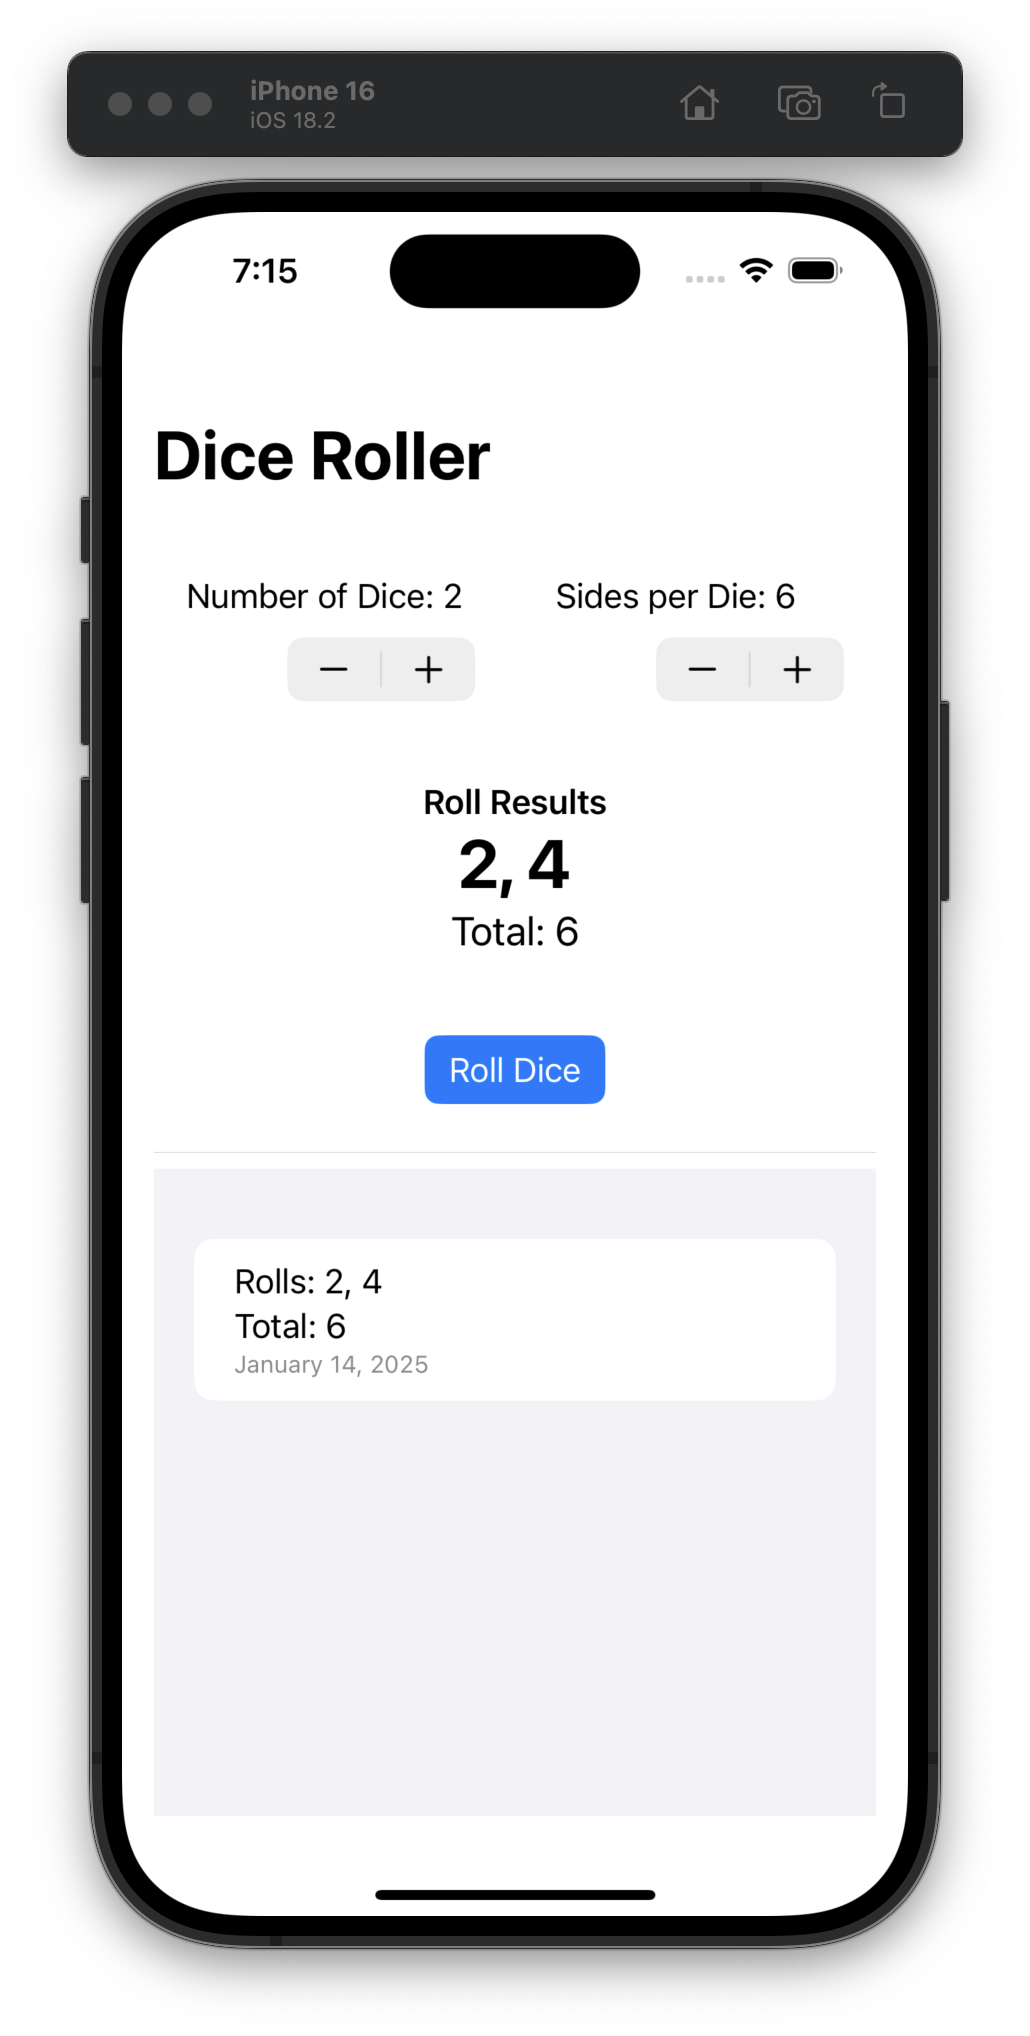 iPhone 16
iOS 18.2
7:15
Dice Roller
Number of Dice: 2
Sides per Die: 6
Roll Results
2, 4
Total: 6
Roll Dice
Rolls: 2, 4
Total: 6
January 14, 2025